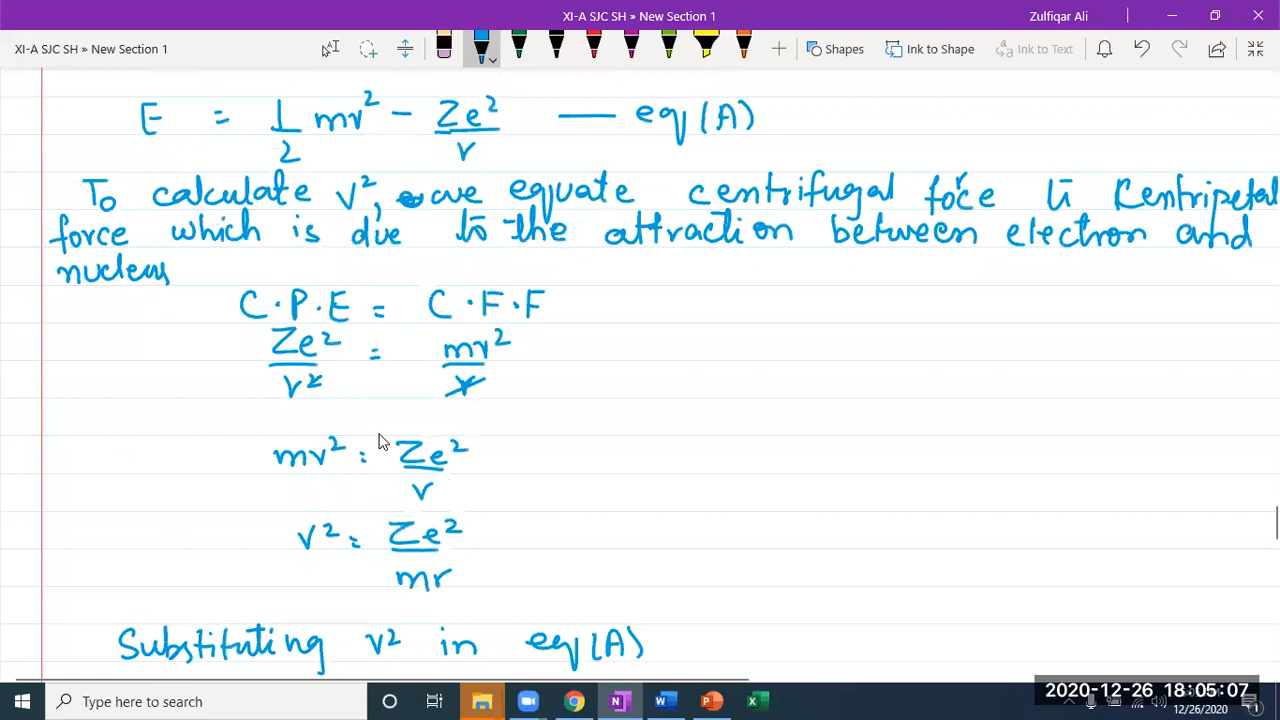 XI-A SJC SH » New Section 1
Zulfiqar Ali
XI-A SJC SH » New Section 1
Shapes
Ink to Shape
Ink to Text
E = 1/2 mv² - Ze²/r — eq(A)
To calculate v², we equate centrifugal force to Centripetal
force which is due to the attraction between electron and
nucleus
C.P.E = C.F.F
Ze²/r² = mv²/r
mv² = Ze²/r
v² = Ze²/mr
Substituting v² in eq(A)
Type here to search
2020-12-26 18:05:07
12/26/2020